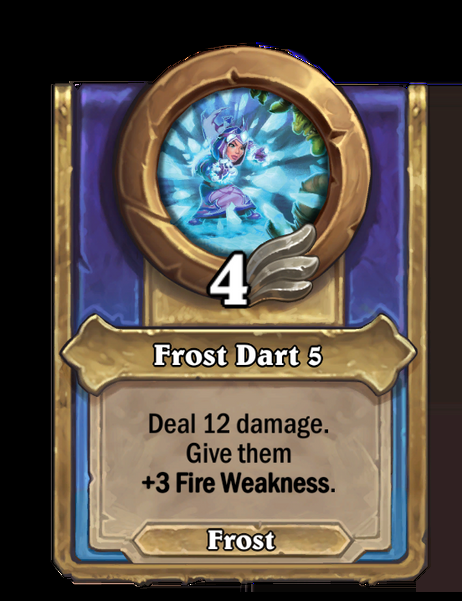 4
Frost Dart 5
Deal 12 damage.
Give them
+3 Fire Weakness.
Frost